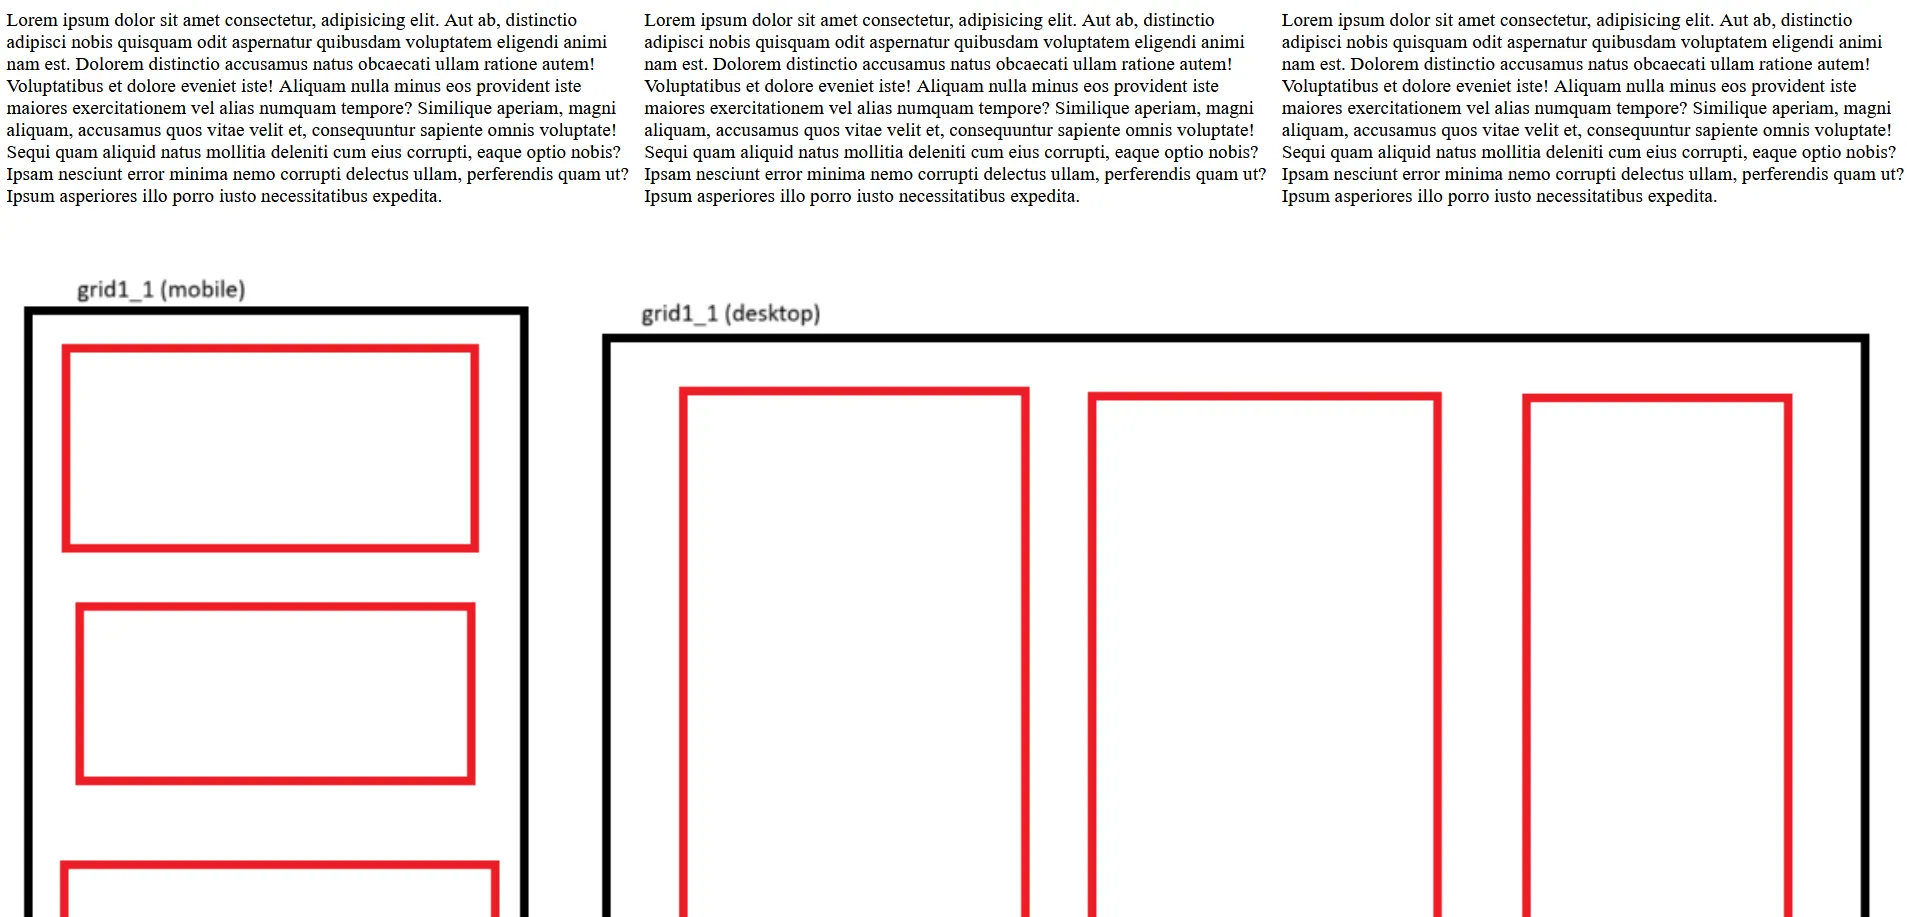 Lorem ipsum dolor sit amet consectetur, adipisicing elit. Aut ab, distinctio
adipisci nobis quisquam odit aspernatur quibusdam voluptatem eligendi animi
nam est. Dolorem distinctio accusamus natus obcaecati ullam ratione autem!
Voluptatibus et dolore eveniet iste! Aliquam nulla minus eos provident iste
maiores exercitationem vel alias numquam tempore? Similique aperiam, magni
aliquam, accusamus quos vitae velit et, consequuntur sapiente omnis voluptate!
Sequi quam aliquid natus mollitia deleniti cum eius corrupti, eaque optio nobis?
Ipsam nesciunt error minima nemo corrupti delectus ullam, perferendis quam ut?
Ipsum asperiores illo porro iusto necessitatibus expedita.
Lorem ipsum dolor sit amet consectetur, adipisicing elit. Aut ab, distinctio
adipisci nobis quisquam odit aspernatur quibusdam voluptatem eligendi animi
nam est. Dolorem distinctio accusamus natus obcaecati ullam ratione autem!
Voluptatibus et dolore eveniet iste! Aliquam nulla minus eos provident iste
maiores exercitationem vel alias numquam tempore? Similique aperiam, magni
aliquam, accusamus quos vitae velit et, consequuntur sapiente omnis voluptate!
Sequi quam aliquid natus mollitia deleniti cum eius corrupti, eaque optio nobis?
Ipsam nesciunt error minima nemo corrupti delectus ullam, perferendis quam ut?
Ipsum asperiores illo porro iusto necessitatibus expedita.
Lorem ipsum dolor sit amet consectetur, adipisicing elit. Aut ab, distinctio
adipisci nobis quisquam odit aspernatur quibusdam voluptatem eligendi animi
nam est. Dolorem distinctio accusamus natus obcaecati ullam ratione autem!
Voluptatibus et dolore eveniet iste! Aliquam nulla minus eos provident iste
maiores exercitationem vel alias numquam tempore? Similique aperiam, magni
aliquam, accusamus quos vitae velit et, consequuntur sapiente omnis voluptate!
Sequi quam aliquid natus mollitia deleniti cum eius corrupti, eaque optio nobis?
Ipsam nesciunt error minima nemo corrupti delectus ullam, perferendis quam ut?
Ipsum asperiores illo porro iusto necessitatibus expedita.
grid1_1 (mobile)
grid1_1 (desktop)